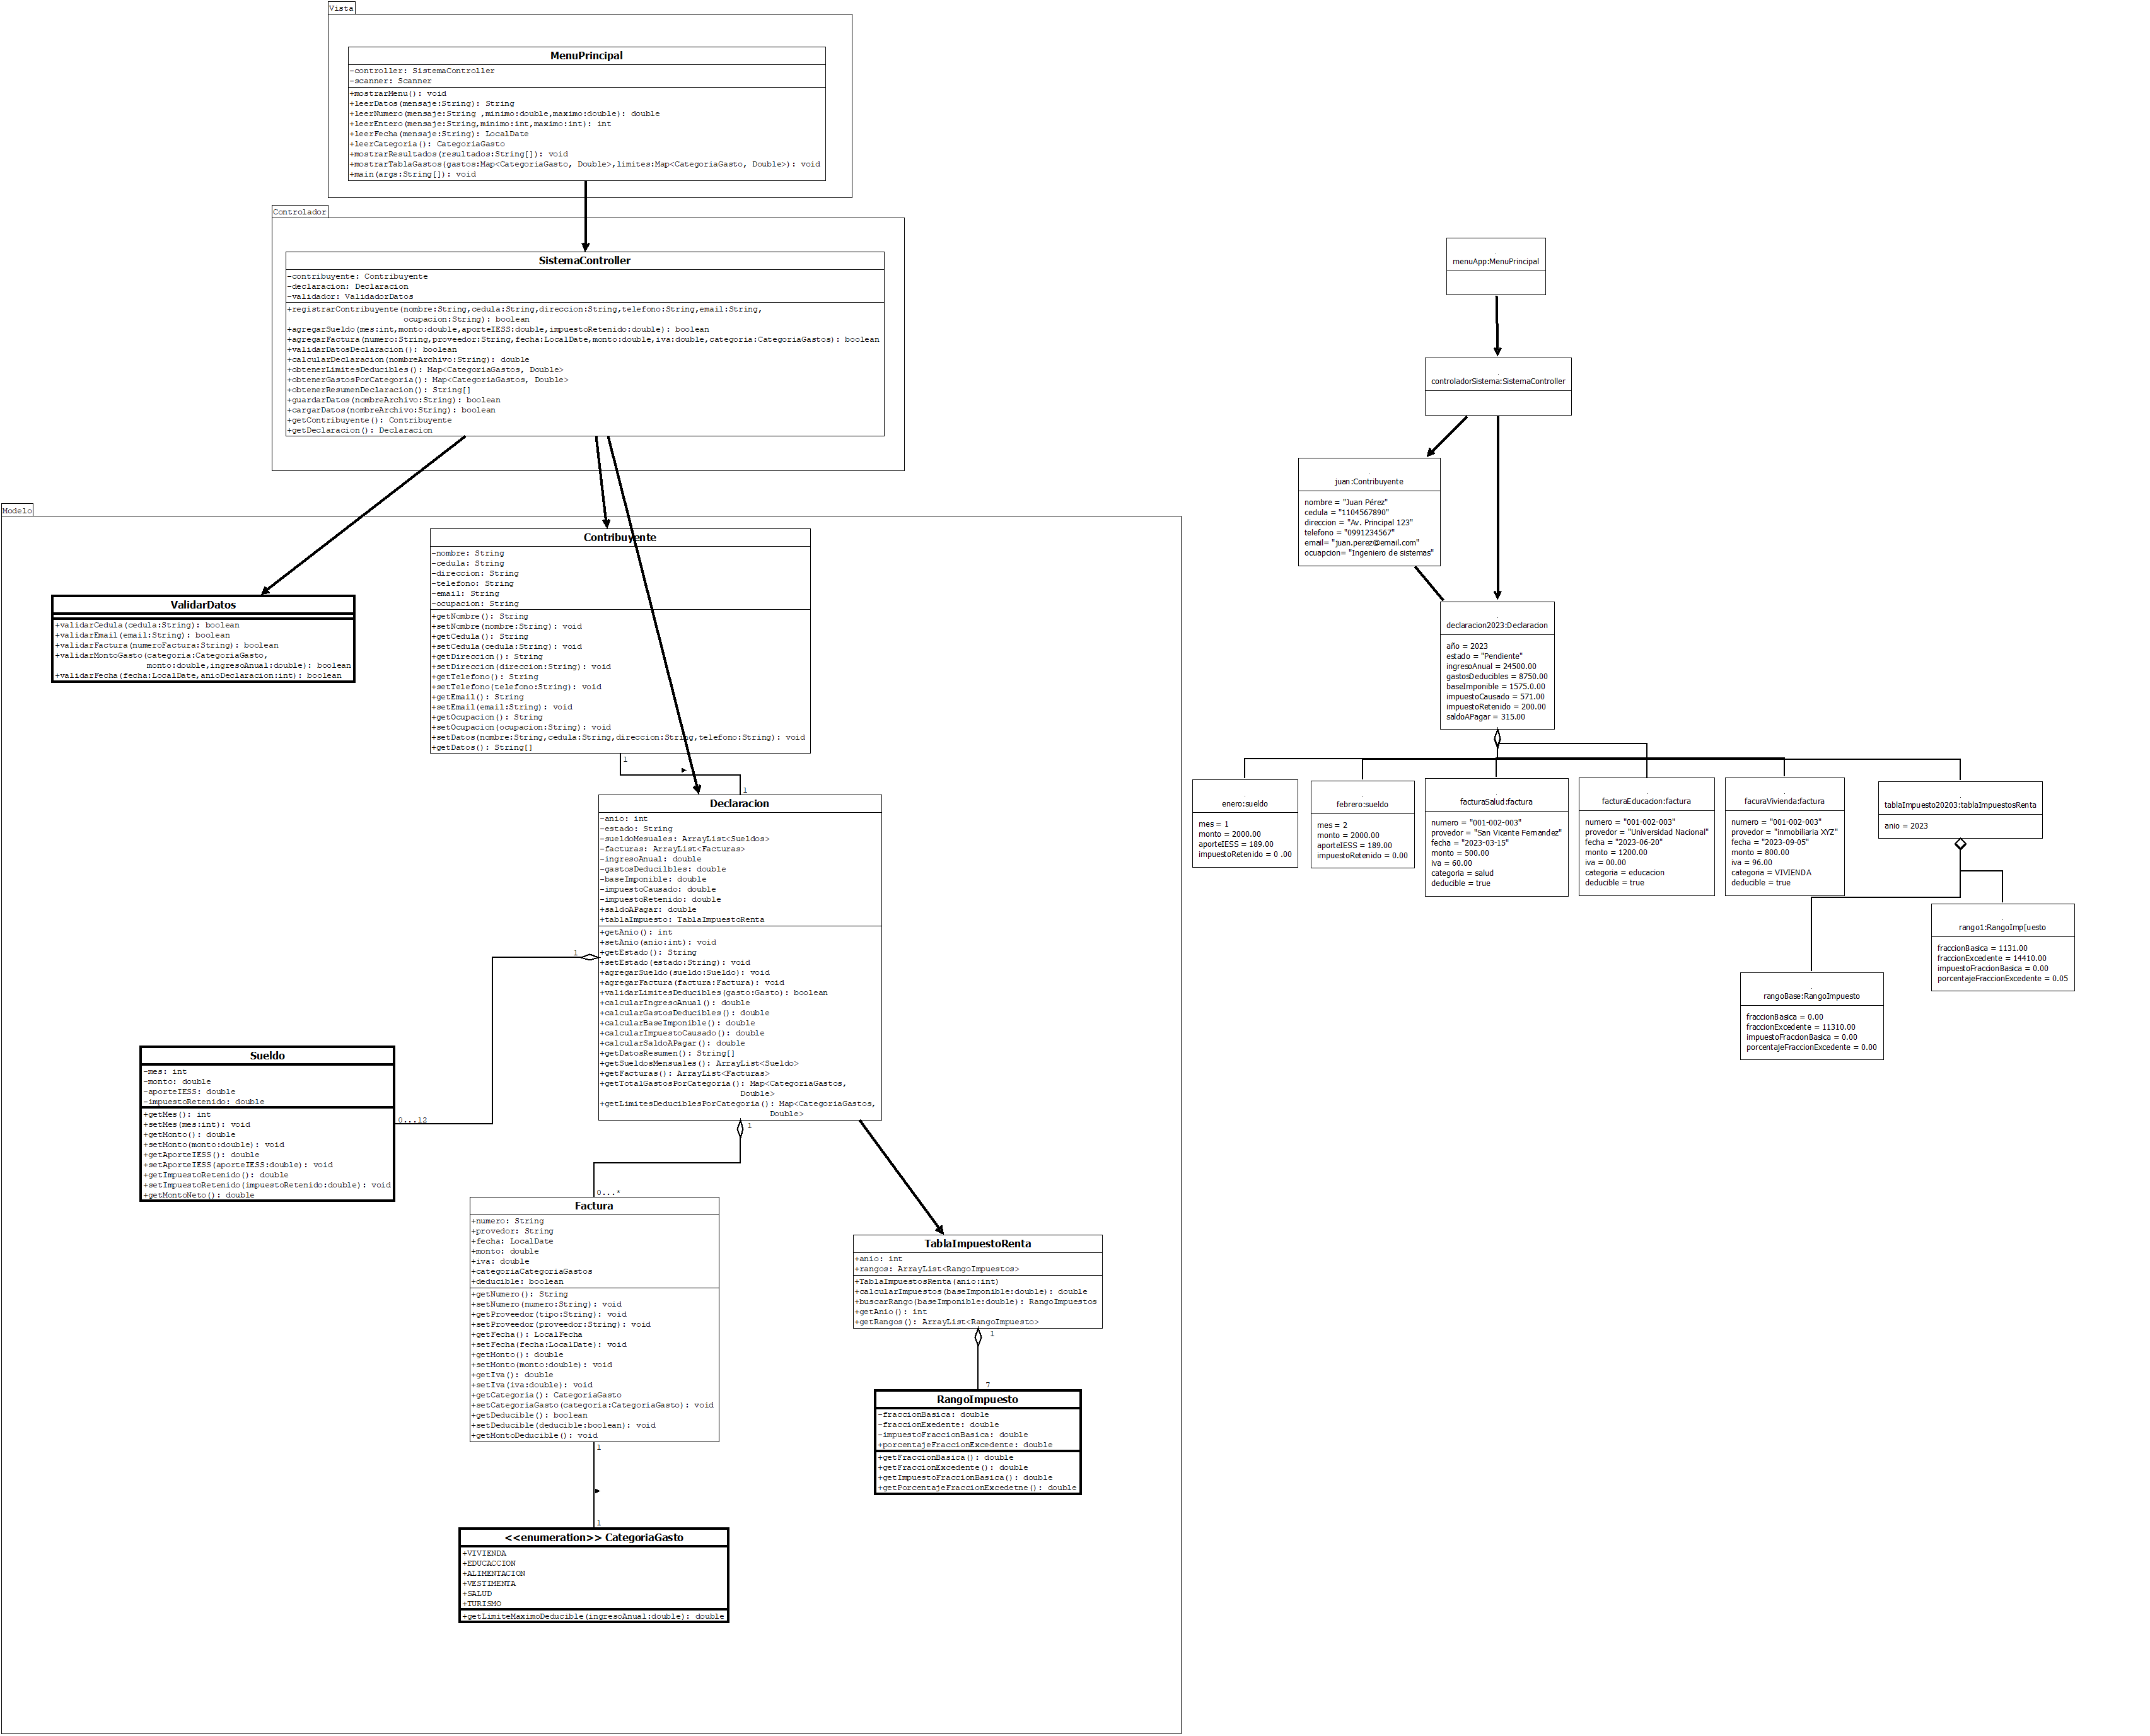 Vista
MenuPrincipal
-controller: SistemaController
-scanner: Scanner
+mostrarMenu(): void
+leerDatos(mensaje:String): String
+leerNumero(mensaje:String ,minimo:double,maximo:double): double
+leerEntero(mensaje:String,minimo:int,maximo:int): int
+leerFecha(mensaje:String): LocalDate
+leerCategoria(): CategoriaGasto
+mostrarResultados(resultados:String[]): void
+mostrarTablaGastos(gastos:Map<CategoriaGasto, Double>,limites:Map<CategoriaGasto, Double>): void
+main(args:String[]): void
Controlador
SistemaController
-contribuyente: Contribuyente
-declaracion: Declaracion
-validador: ValidadorDatos
+registrarContribuyente(nombre:String,cedula:String,direccion:String,telefono:String,email:String,
ocupacion:String): boolean
+agregarSueldo(mes:int,monto:double,aporteIESS:double,impuestoRetenido:double): boolean
+agregarFactura(numero:String,proveedor:String,fecha:LocalDate,monto:double,iva:double,categoria:CategoriaGastos): boolean
+validarDatosDeclaracion(): boolean
+calcularDeclaracion(nombreArchivo:String): double
+obtenerLimitesDeducibles(): Map<CategoriaGastos, Double>
+obtenerGastosPorCategoria(): Map<CategoriaGastos, Double>
+obtenerResumenDeclaracion(): String[]
+guardarDatos(nombreArchivo:String): boolean
+cargarDatos(nombreArchivo:String): boolean
+getContribuyente(): Contribuyente
+getDeclaracion(): Declaracion
Modelo
ValidarDatos
+validarCedula(cedula:String): boolean
+validarEmail(email:String): boolean
+validarFactura(numeroFactura:String): boolean
+validarMontoGasto(categoria:CategoriaGasto,
monto:double,ingresoAnual:double): boolean
+validarFecha(fecha:LocalDate,anioDeclaracion:int): boolean
Contribuyente
-nombre: String
-cedula: String
-direccion: String
-telefono: String
-email: String
-ocupacion: String
+getNombre(): String
+setNombre(nombre:String): void
+getCedula(): String
+setCedula(cedula:String): void
+getDireccion(): String
+setDireccion(direccion:String): void
+getTelefono(): String
+setTelefono(telefono:String): void
+getEmail(): String
+setEmail(email:String): void
+getOcupacion(): String
+setOcupacion(ocupacion:String): void
+setDatos(nombre:String,cedula:String,direccion:String,telefono:String): void
+getDatos(): String[]
1
1
Declaracion
-anio: int
-estado: String
-sueldoMesuales: ArrayList<Sueldos>
-facturas: ArrayList<Facturas>
-ingresoAnual: double
-gastosDeducilbles: double
-baseImponible: double
-impuestoCausado: double
-impuestoRetenido: double
+saldoAPagar: double
+tablaImpuesto: TablaImpuestoRenta
+getAnio(): int
+setAnio(anio:int): void
+getEstado(): String
+setEstado(estado:String): void
+agregarSueldo(sueldo:Sueldo): void
+agregarFactura(factura:Factura): void
+validarLimitesDeducibles(gasto:Gasto): boolean
+calcularIngresoAnual(): double
+calcularGastosDeducibles(): double
+calcularBaseImponible(): double
+calcularImpuestoCausado(): double
+calcularSaldoAPagar(): double
+getDatosResumen(): String[]
+getSueldosMensuales(): ArrayList<Sueldo>
+getFacturas(): ArrayList<Facturas>
+getTotalGastosPorCategoria(): Map<CategoriaGastos,
Double>
+getLimitesDeduciblesPorCategoria(): Map<CategoriaGastos,
Double>
1
0...12
1
0...*
Sueldo
-mes: int
-monto: double
-aporteIESS: double
-impuestoRetenido: double
+getMes(): int
+setMes(mes:int): void
+getMonto(): double
+setMonto(monto:double): void
+getAporteIESS(): double
+setAporteIESS(aporteIESS:double): void
+getImpuestoRetenido(): double
+setImpuestoRetenido(impuestoRetenido:double): void
+getMontoNeto(): double
Factura
+numero: String
+provedor: String
+fecha: LocalDate
+monto: double
+iva: double
+categoriaCategoriaGastos
+deducible: boolean
+getNumero(): String
+setNumero(numero:String): void
+getProveedor(tipo:String): void
+setProveedor(proveedor:String): void
+getFecha(): LocalFecha
+setFecha(fecha:LocalDate): void
+getMonto(): double
+setMonto(monto:double): void
+getIva(): double
+setIva(iva:double): void
+getCategoria(): CategoriaGasto
+setCategoriaGasto(categoria:CategoriaGasto): void
+getDeducible(): boolean
+setDeducible(deducible:boolean): void
+getMontoDeducible(): void
1
1
TablaImpuestoRenta
+anio: int
+rangos: ArrayList<RangoImpuestos>
+TablaImpuestosRenta(anio:int)
+calcularImpuestos(baseImponible:double): double
+buscarRango(baseImponible:double): RangoImpuestos
+getAnio(): int
+getRangos(): ArrayList<RangoImpuesto>
1
7
RangoImpuesto
-fraccionBasica: double
-fraccionExedente: double
-impuestoFraccionBasica: double
+porcentajeFraccionExcedente: double
+getFraccionBasica(): double
+getFraccionExcedente(): double
+getImpuestoFraccionBasica(): double
+getPorcentajeFraccionExcedetne(): double
<<enumeration>> CategoriaGasto
+VIVIENDA
+EDUCACCION
+ALIMENTACION
+VESTIMENTA
+SALUD
+TURISMO
+getLimiteMaximoDeducible(ingresoAnual:double): double
menuApp:MenuPrincipal
controladorSistema:SistemaController
juan:Contribuyente
nombre = "Juan Pérez"
cedula = "1104567890"
direccion = "Av. Principal 123"
telefono = "0991234567"
email= "juan.perez@email.com"
ocuapcion= "Ingeniero de sistemas"
declaracion2023:Declaracion
año = 2023
estado = "Pendiente"
ingresoAnual = 24500.00
gastosDeducibles = 8750.00
baseImponible = 1575.0.00
impuestoCausado = 571.00
impuestoRetenido = 200.00
saldoAPagar = 315.00
enero:sueldo
mes = 1
monto = 2000.00
aporteIESS = 189.00
impuestoRetenido = 0 .00
febrero:sueldo
mes = 2
monto = 2000.00
aporteIESS = 189.00
impuestoRetenido = 0.00
facturaSalud:factura
numero = "001-002-003"
provedor = "San Vicente Fernandez"
fecha = "2023-03-15"
monto = 500.00
iva = 60.00
categoria = salud
deducible = true
facturaEducacion:factura
numero = "001-002-003"
provedor = "Universidad Nacional"
fecha = "2023-06-20"
monto = 1200.00
iva = 00.00
categoria = educacion
deducible = true
facuraVivienda:factura
numero = "001-002-003"
provedor = "inmobiliaria XYZ"
fecha = "2023-09-05"
monto = 800.00
iva = 96.00
categoria = VIVIENDA
deducible = true
tablaImpuesto20203:tablaImpuestosRenta
anio = 2023
rango1:RangoImp[uesto
fraccionBasica = 1131.00
fraccionExcedente = 14410.00
impuestoFraccionBasica = 0.00
porcentajeFraccionExcedente = 0.05
rangoBase:RangoImpuesto
fraccionBasica = 0.00
fraccionExcedente = 11310.00
impuestoFraccionBasica = 0.00
porcentajeFraccionExcedente = 0.00